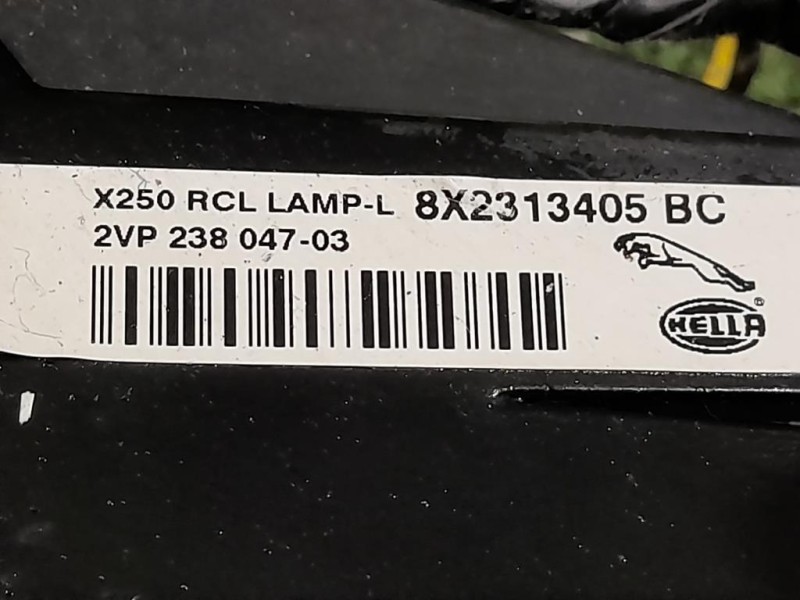 X250 RCL LAMP-L 8X2313405 BC
2VP 238 047-03
HELLA ®